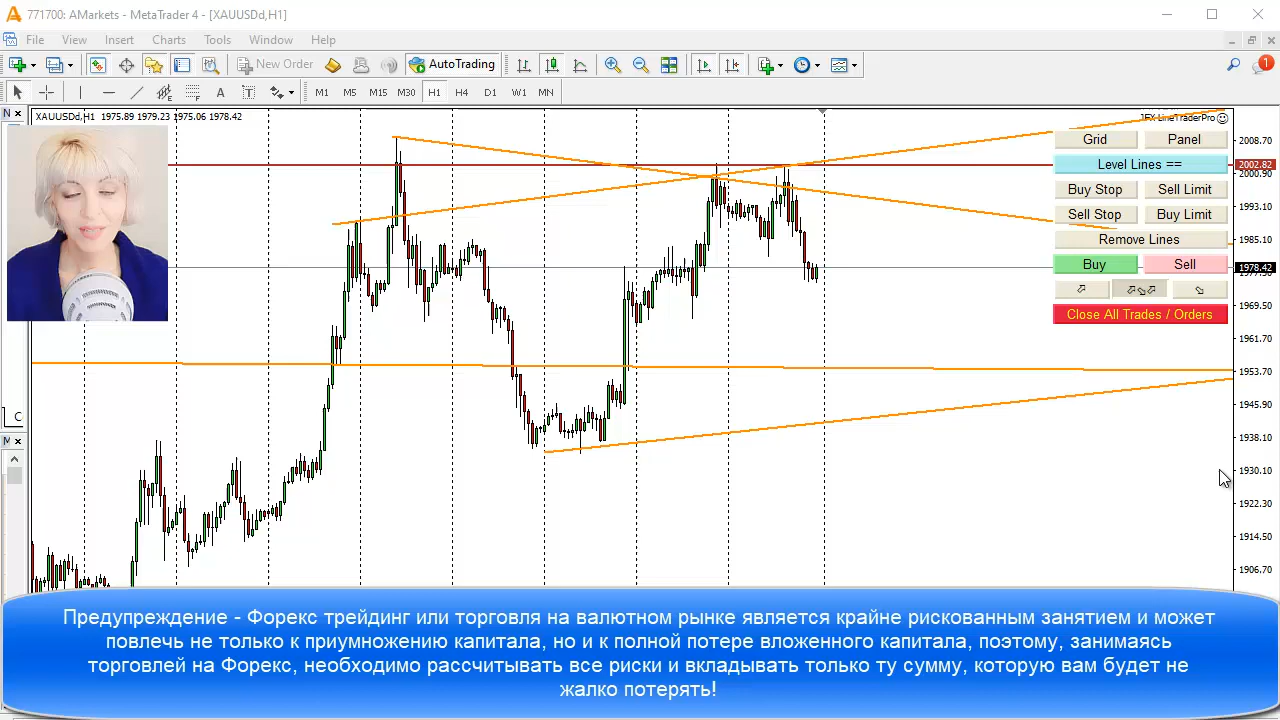 771700: AMarkets - MetaTrader 4 - [XAUUSDd,H1]
File View Insert Charts Tools Window Help
1
New Order AutoTrading
A T M1 M5 M15 M30 H1 H4 D1 W1 MN
N
XAUUSDd,H1 1975.89 1979.23 1975.06 1978.42
JFX LineTraderPro
Grid Panel
Level Lines ==
Buy Stop Sell Limit
Sell Stop Buy Limit
Remove Lines
Buy Sell
Close All Trades / Orders
2008.70
2002.82
2000.90
1993.10
1985.10
1978.42
1969.50
1961.70
1953.70
1945.90
1938.10
1930.10
1922.30
1914.50
1906.70
C
M
Предупреждение - Форекс трейдинг или торговля на валютном рынке является крайне рискованным занятием и может
повлечь не только к приумножению капитала, но и к полной потере вложенного капитала, поэтому, занимаясь
торговлей на Форекс, необходимо рассчитывать все риски и вкладывать только ту сумму, которую вам будет не
жалко потерять!